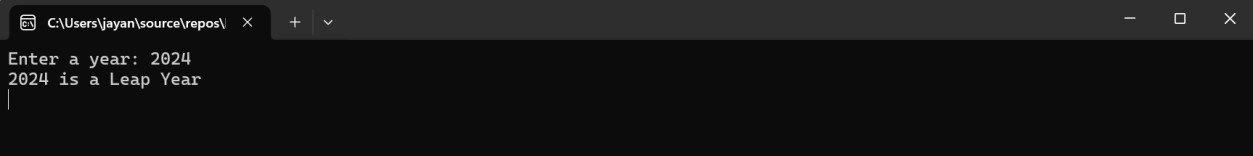 C:\Users\jayan\source\repos\
Enter a year: 2024
2024 is a Leap Year